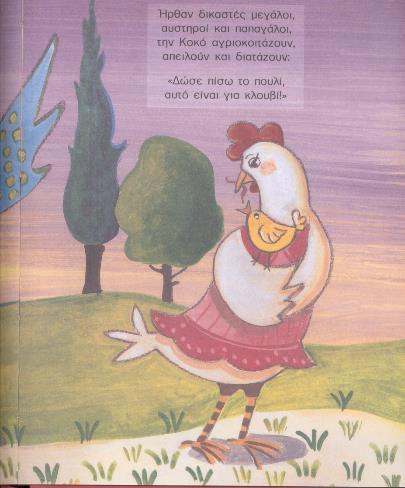 Ήρθαν δικαστές μεγάλοι,
αυστηροί και παπαγάλοι,
την Κοκό αγριοκοιτάζουν,
απειλούν και διατάζουν:
«Δώσε πίσω το πουλί,
αυτό είναι για κλουβί!»